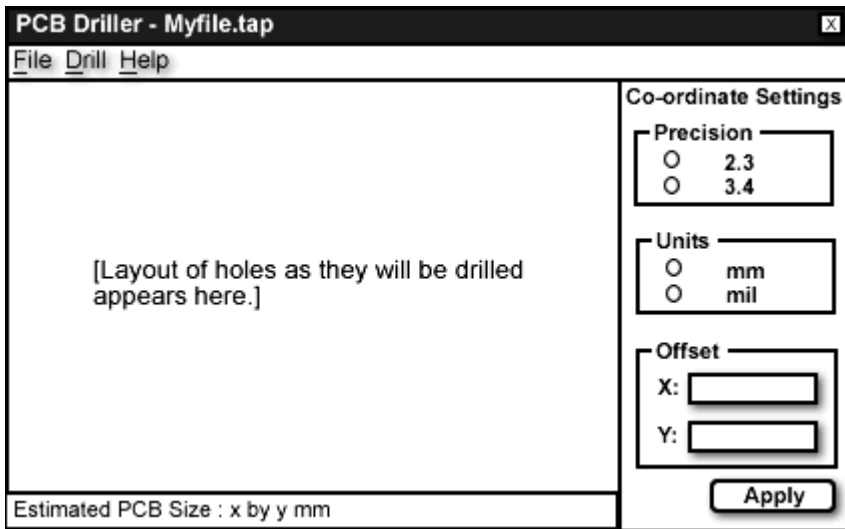 PCB Driller - Myfile.tap
X
File Drill Help
[Layout of holes as they will be drilled
appears here.]
Estimated PCB Size : x by y mm
Co-ordinate Settings
Precision
2.3
3.4
Units
mm
mil
Offset
X:
Y:
Apply